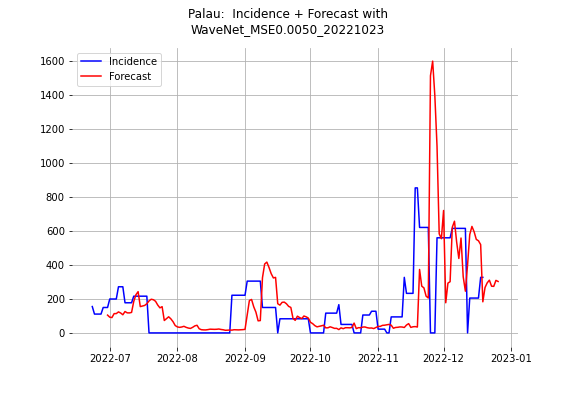 Palau:  Incidence + Forecast with
WaveNet_MSE0.0050_20221023
Incidence
Forecast
1600
1400
1200
1000
800
600
400
200
0
2022-07 2022-08 2022-09 2022-10 2022-11 2022-12 2023-01